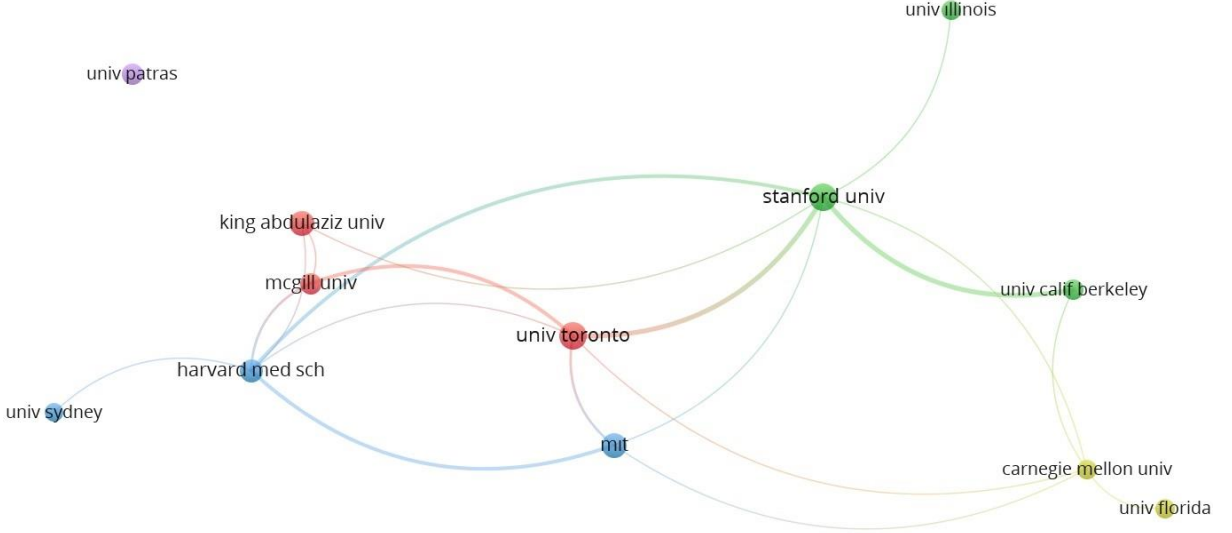 univ illinois
univ patras
stanford univ
king abdulaziz univ
mcgill univ
univ calif berkeley
univ toronto
harvard med sch
univ sydney
mit
carnegie mellon univ
univ florida